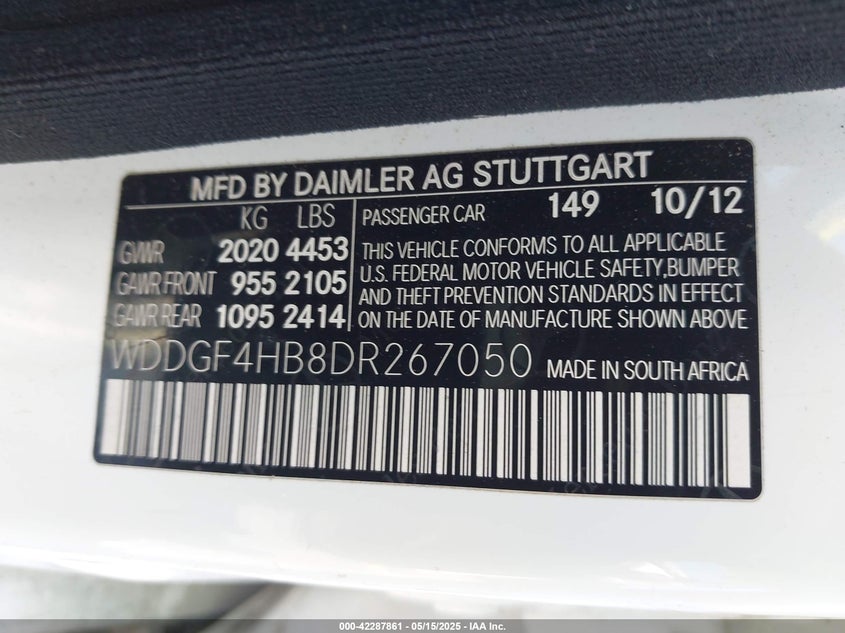 MFD BY DAIMLER AG STUTTGART
KG LBS
GVWR 2020 4453
GAWR FRONT 955 2105
GAWR REAR 1095 2414
PASSENGER CAR 149 10/12
THIS VEHICLE CONFORMS TO ALL APPLICABLE
U.S. FEDERAL MOTOR VEHICLE SAFETY,BUMPER
AND THEFT PREVENTION STANDARDS IN EFFECT
ON THE DATE OF MANUFACTURE SHOWN ABOVE
WDDGF4HB8DR267050 MADE IN SOUTH AFRICA
000-42287861 - 05/15/2025 - IAA Inc.